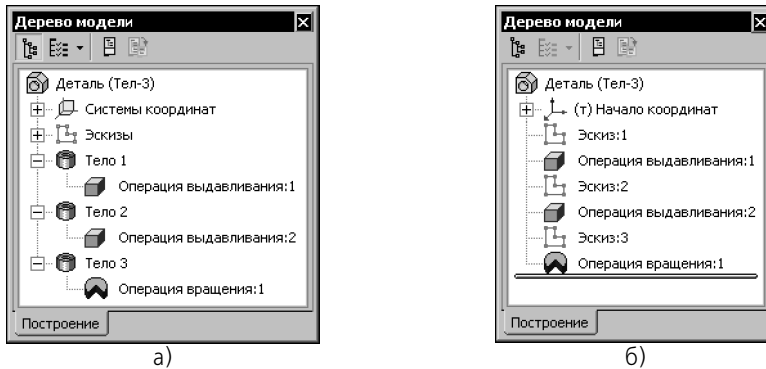 Дерево модели
Деталь (Тел-3)
Системы координат
Эскизы
Тело 1
Операция выдавливания:1
Тело 2
Операция выдавливания:2
Тело 3
Операция вращения:1
Построение
а)
Дерево модели
Деталь (Тел-3)
(т) Начало координат
Эскиз:1
Операция выдавливания:1
Эскиз:2
Операция выдавливания:2
Эскиз:3
Операция вращения:1
Построение
б)